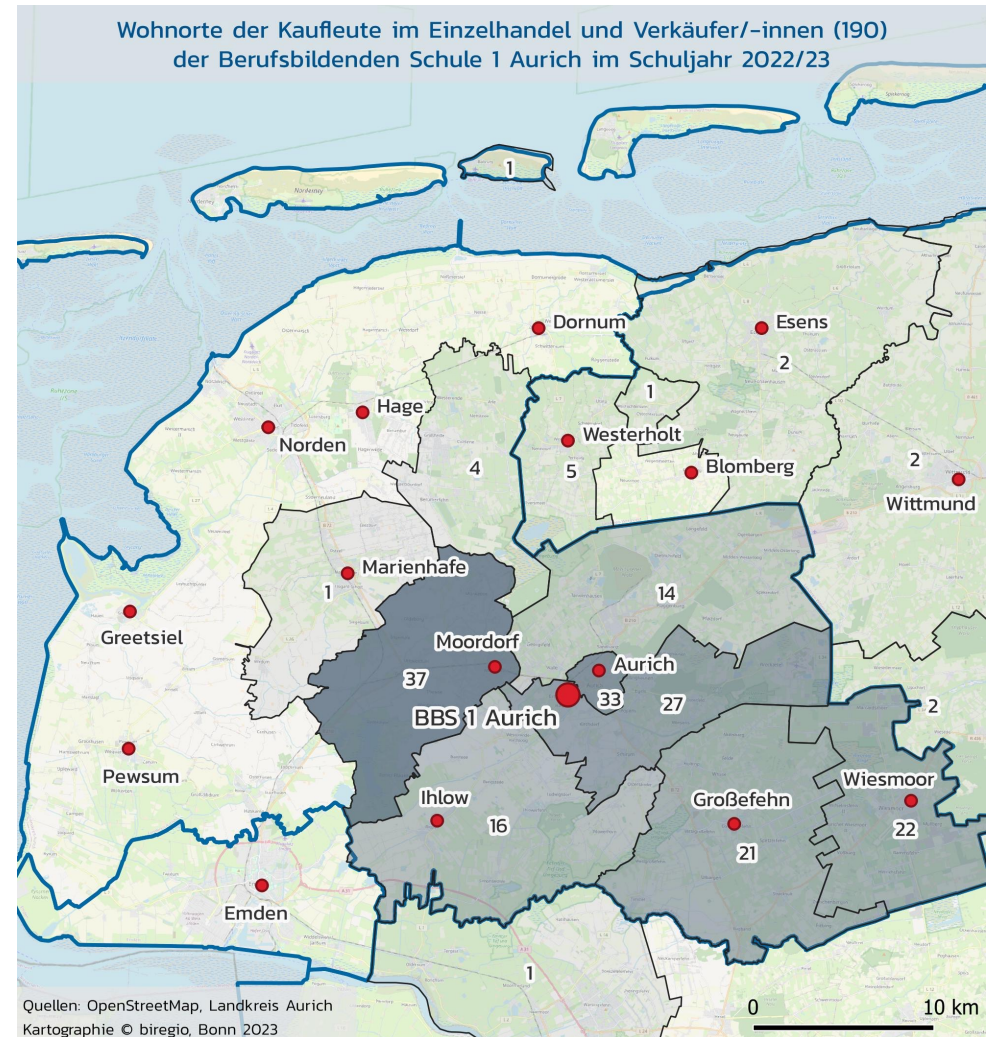 Wohnorte der Kaufleute im Einzelhandel und Verkäufer/-innen (190)
der Berufsbildenden Schule 1 Aurich im Schuljahr 2022/23
1
Dornum
Esens
2
1
Hage
Norden
Westerholt
4
5
Blomberg
2
Wittmund
Marienhafe
1
14
Greetsiel
Moordorf
37
Aurich
33
27
BBS 1 Aurich
2
Pewsum
Wiesmoor
Ihlow
Großefehn
16
22
21
Emden
1
Quellen: OpenStreetMap, Landkreis Aurich
Kartographie © biregio, Bonn 2023
0 10 km